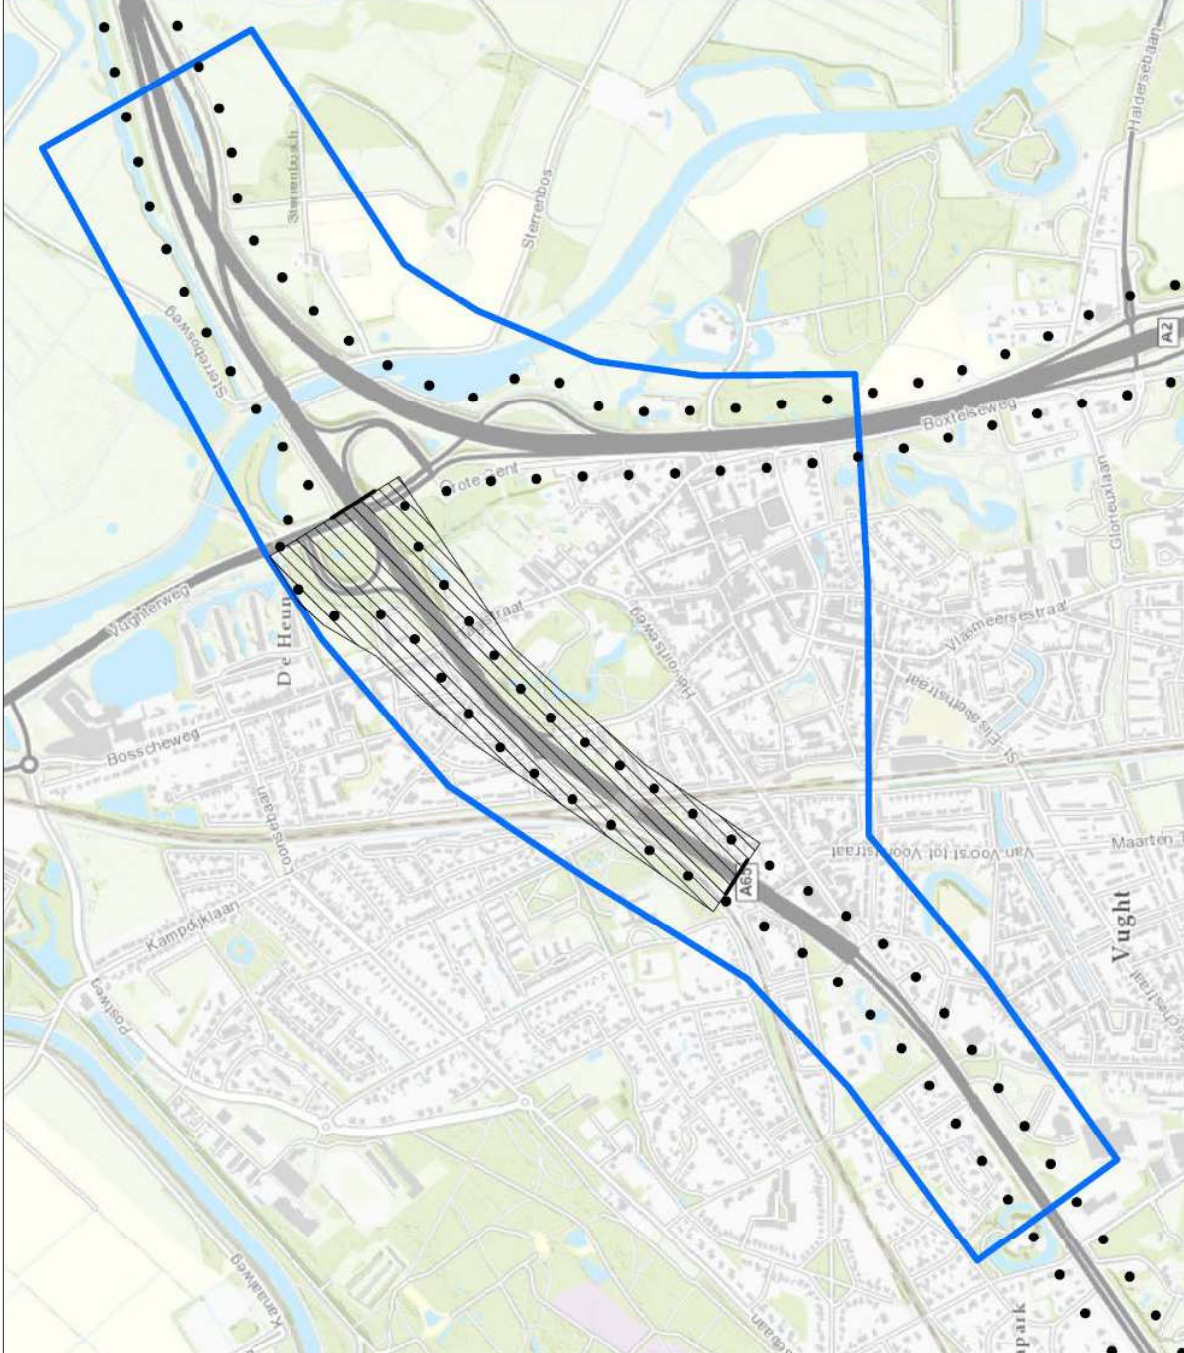 Haldersebaan
Sterrenbosch
Sterrenbos
Sterrebosweg
A2
Boxtelseweg
Grote Gent
Glorieuxlaan
Vughterweg
De Heun
Helvoirtseweg
Vlasmeersestraat
St.-Elisabethstraat
Bosscheweg
Loonsebaan
Maarten T
Van Voorst tot Voorststraat
A65
Kampdijklaan
Vught
Postweg
Kanaalweg
park